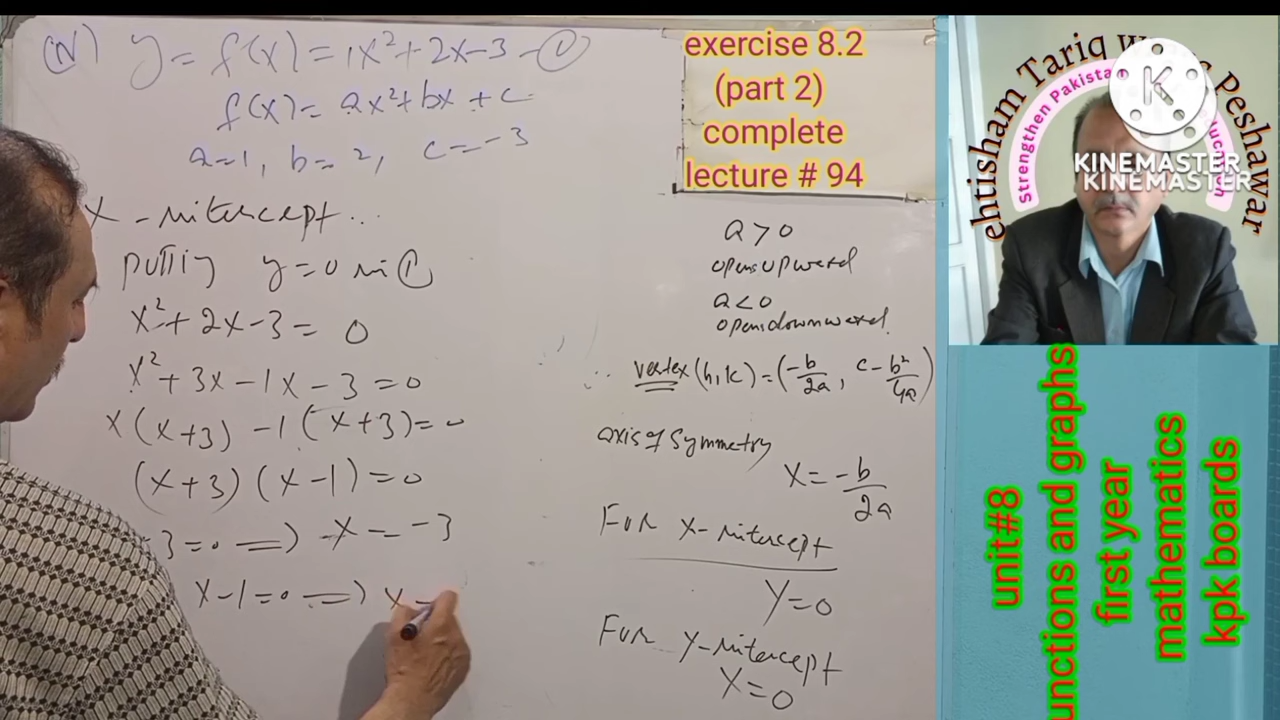 (iv) y = f(x) = 1x²+2x-3 -①
f(x) = ax²+bx+c
a=1, b=2, c=-3
X-intercept..
putting y=0 in ①
x²+2x-3=0
x²+3x-1x-3=0
x(x+3)-1(x+3)=0
(x+3)(x-1)=0
3=0 => x=-3
x-1=0 => x=
exercise 8.2
(part 2)
complete
lecture # 94
a>0
opens upward
a<0
opens downward.
∴ vertex (h,k) = (-b/2a, c-b²/4a)
axis of symmetry
x=-b/2a
For x-intercept
y=0
For y-intercept
x=0
ehtisham Tariq Peshawar
Strengthen Pakistan
K
KINEMASTER
KINEMASTER
unit#8
unctions and graphs
first year
mathematics
kpk boards